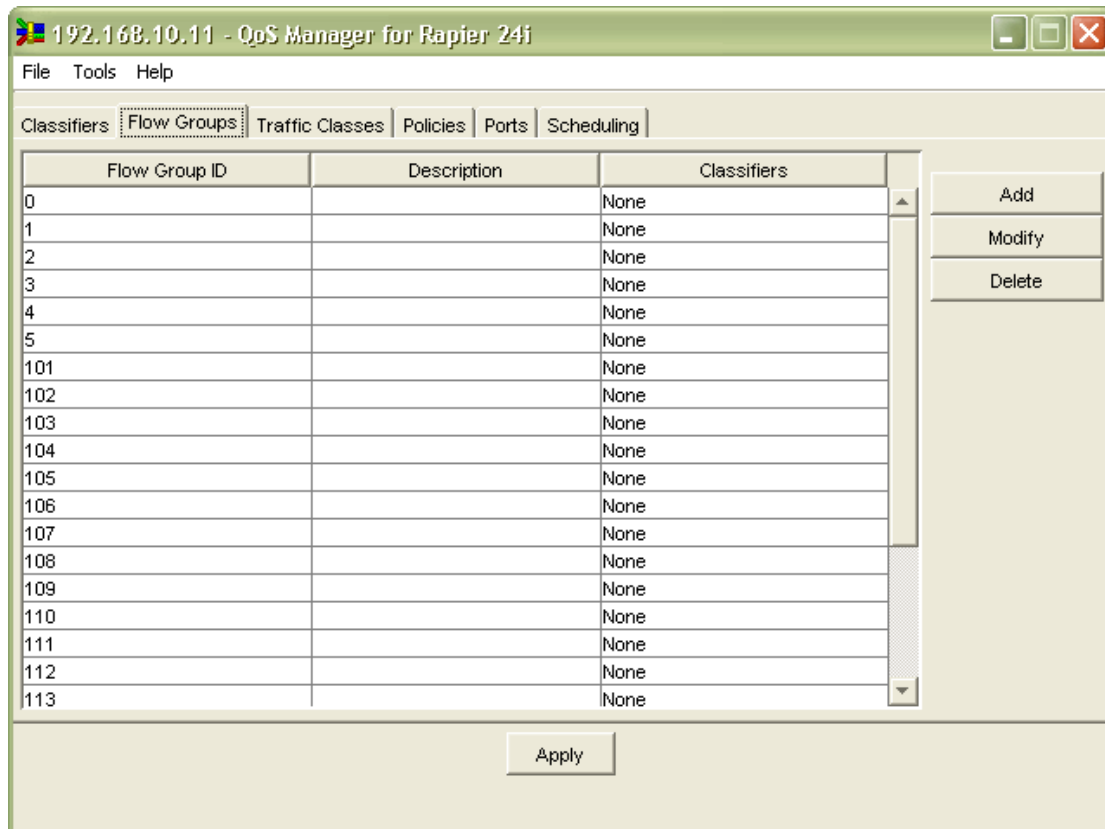 192.168.10.11 - QoS Manager for Rapier 24i
File Tools Help
Classifiers Flow Groups Traffic Classes Policies Ports Scheduling
Flow Group ID Description Classifiers
0 None
1 None
2 None
3 None
4 None
5 None
101 None
102 None
103 None
104 None
105 None
106 None
107 None
108 None
109 None
110 None
111 None
112 None
113 None
Add
Modify
Delete
Apply